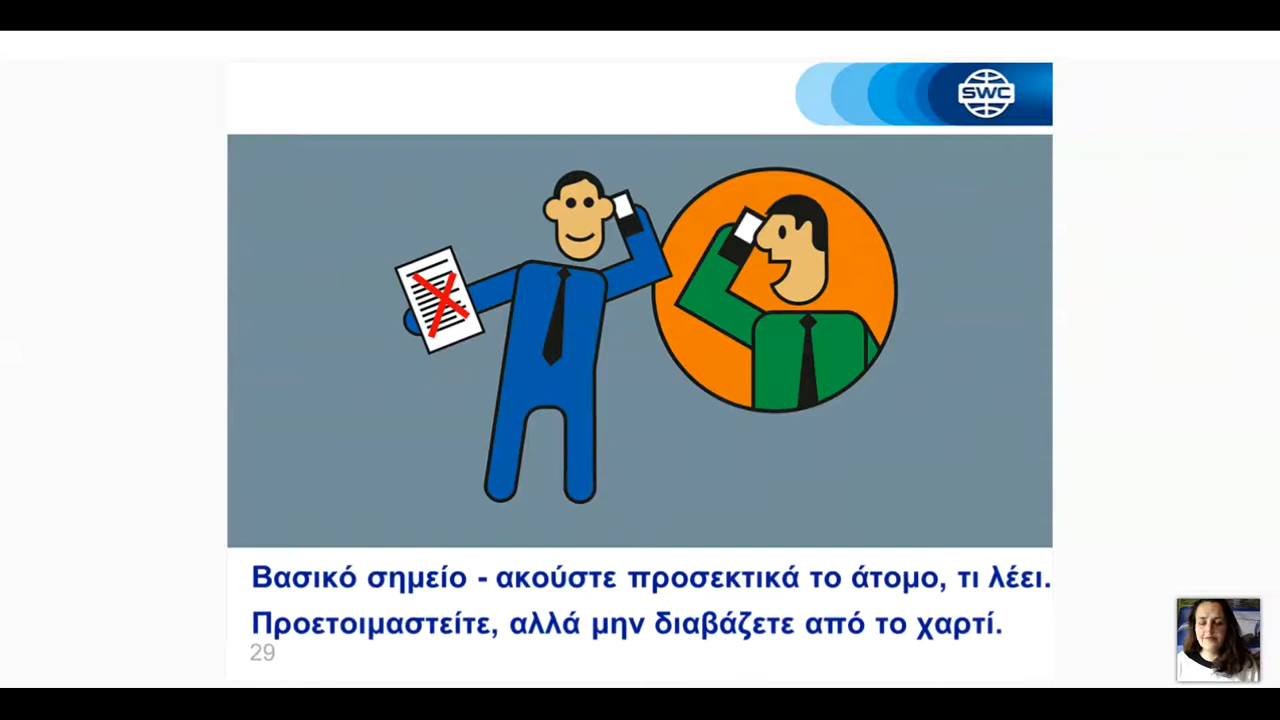 SWC
Βασικό σημείο - ακούστε προσεκτικά το άτομο, τι λέει.
Προετοιμαστείτε, αλλά μην διαβάζετε από το χαρτί.
29